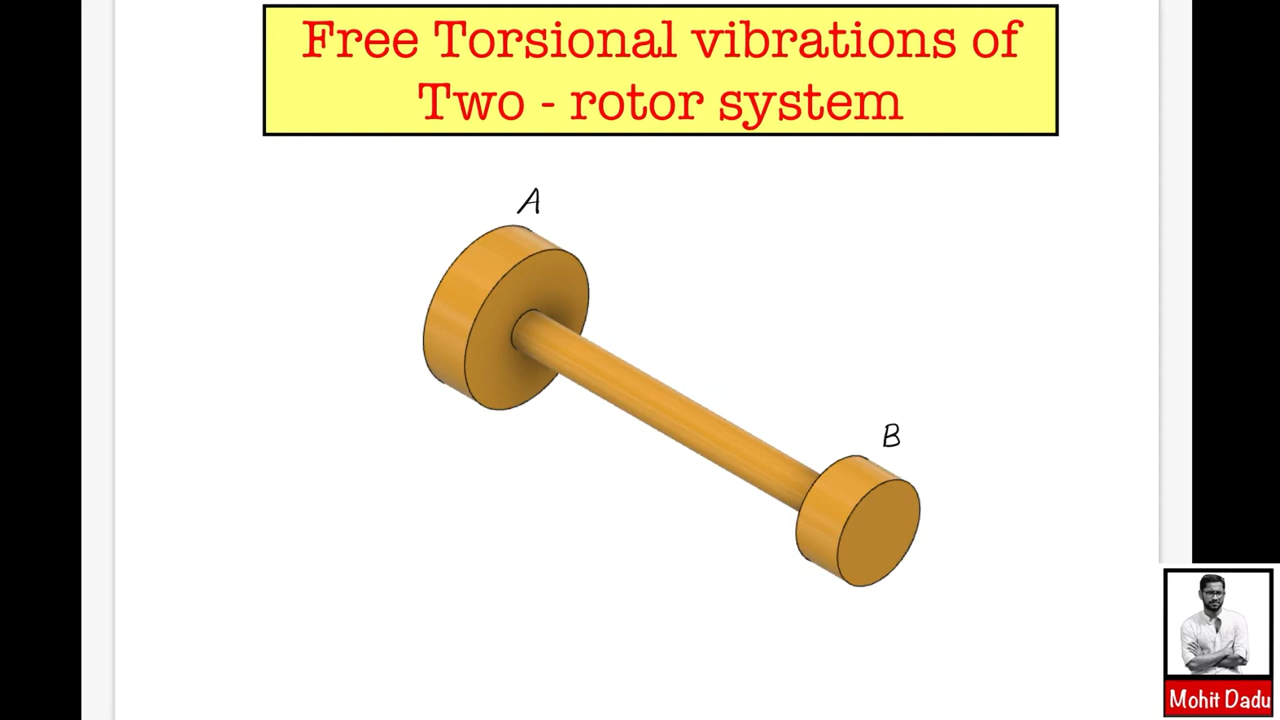 Free Torsional vibrations of
Two - rotor system
A
B
Mohit Dadu